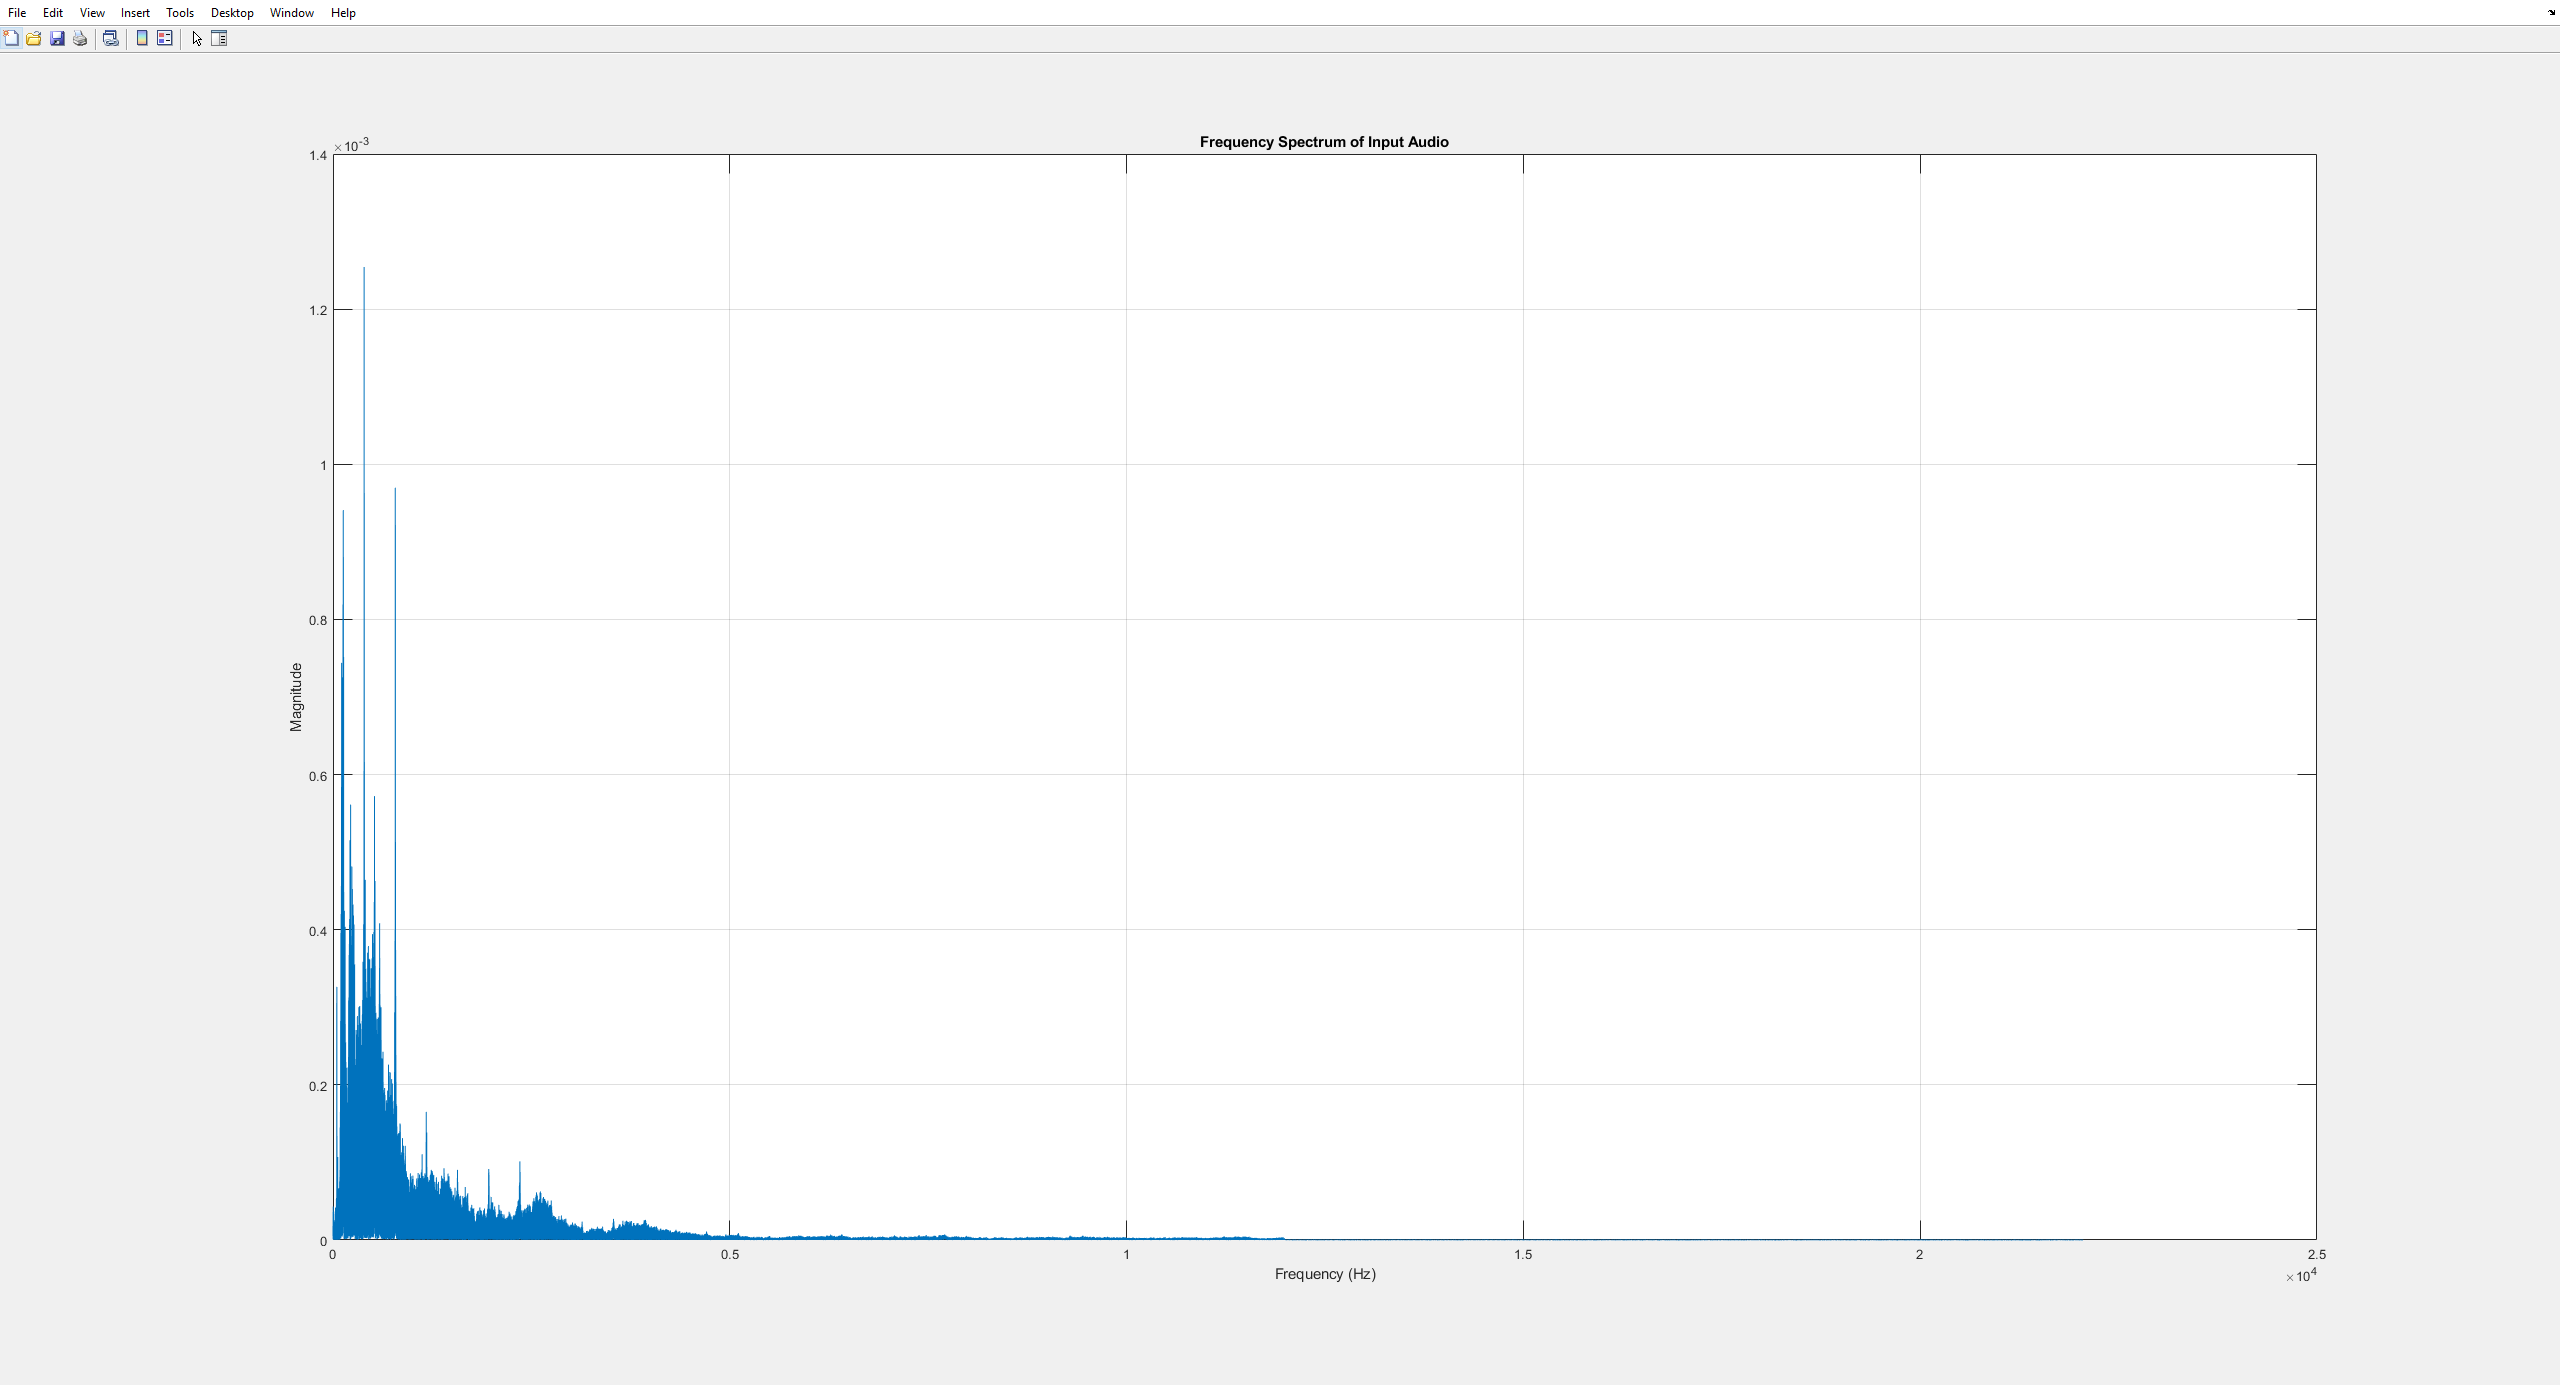 File Edit View Insert Tools Desktop Window Help
Frequency Spectrum of Input Audio
×10-3
1.4
1.2
1
0.8
0.6
0.4
0.2
0
Magnitude
0 0.5 1 1.5 2 2.5
Frequency (Hz)
×104